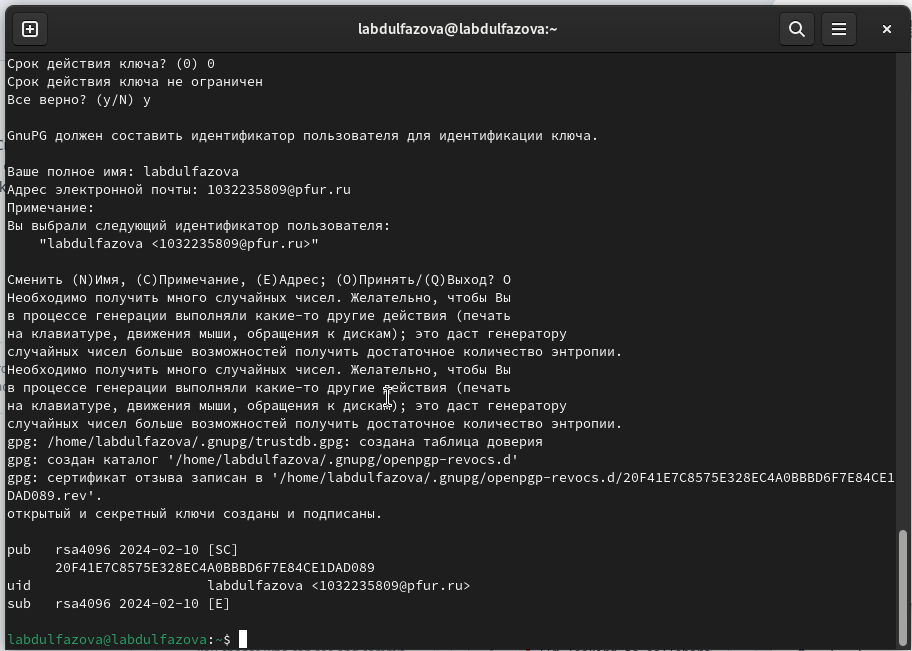 labdulfazova@labdulfazova:~
Срок действия ключа? (0) 0
Срок действия ключа не ограничен
Все верно? (y/N) y
GnuPG должен составить идентификатор пользователя для идентификации ключа.
Ваше полное имя: labdulfazova
Адрес электронной почты: 1032235809@pfur.ru
Примечание:
Вы выбрали следующий идентификатор пользователя:
"labdulfazova <1032235809@pfur.ru>"
Сменить (N)Имя, (C)Примечание, (E)Адрес; (O)Принять/(Q)Выход? O
Необходимо получить много случайных чисел. Желательно, чтобы Вы
в процессе генерации выполняли какие-то другие действия (печать
на клавиатуре, движения мыши, обращения к дискам); это даст генератору
случайных чисел больше возможностей получить достаточное количество энтропии.
Необходимо получить много случайных чисел. Желательно, чтобы Вы
в процессе генерации выполняли какие-то другие действия (печать
на клавиатуре, движения мыши, обращения к дискам); это даст генератору
случайных чисел больше возможностей получить достаточное количество энтропии.
gpg: /home/labdulfazova/.gnupg/trustdb.gpg: создана таблица доверия
gpg: создан каталог '/home/labdulfazova/.gnupg/openpgp-revocs.d'
gpg: сертификат отзыва записан в '/home/labdulfazova/.gnupg/openpgp-revocs.d/20F41E7C8575E328EC4A0BBBD6F7E84CE1
DAD089.rev'.
открытый и секретный ключи созданы и подписаны.
pub   rsa4096 2024-02-10 [SC]
20F41E7C8575E328EC4A0BBBD6F7E84CE1DAD089
uid                      labdulfazova <1032235809@pfur.ru>
sub   rsa4096 2024-02-10 [E]
labdulfazova@labdulfazova:~$